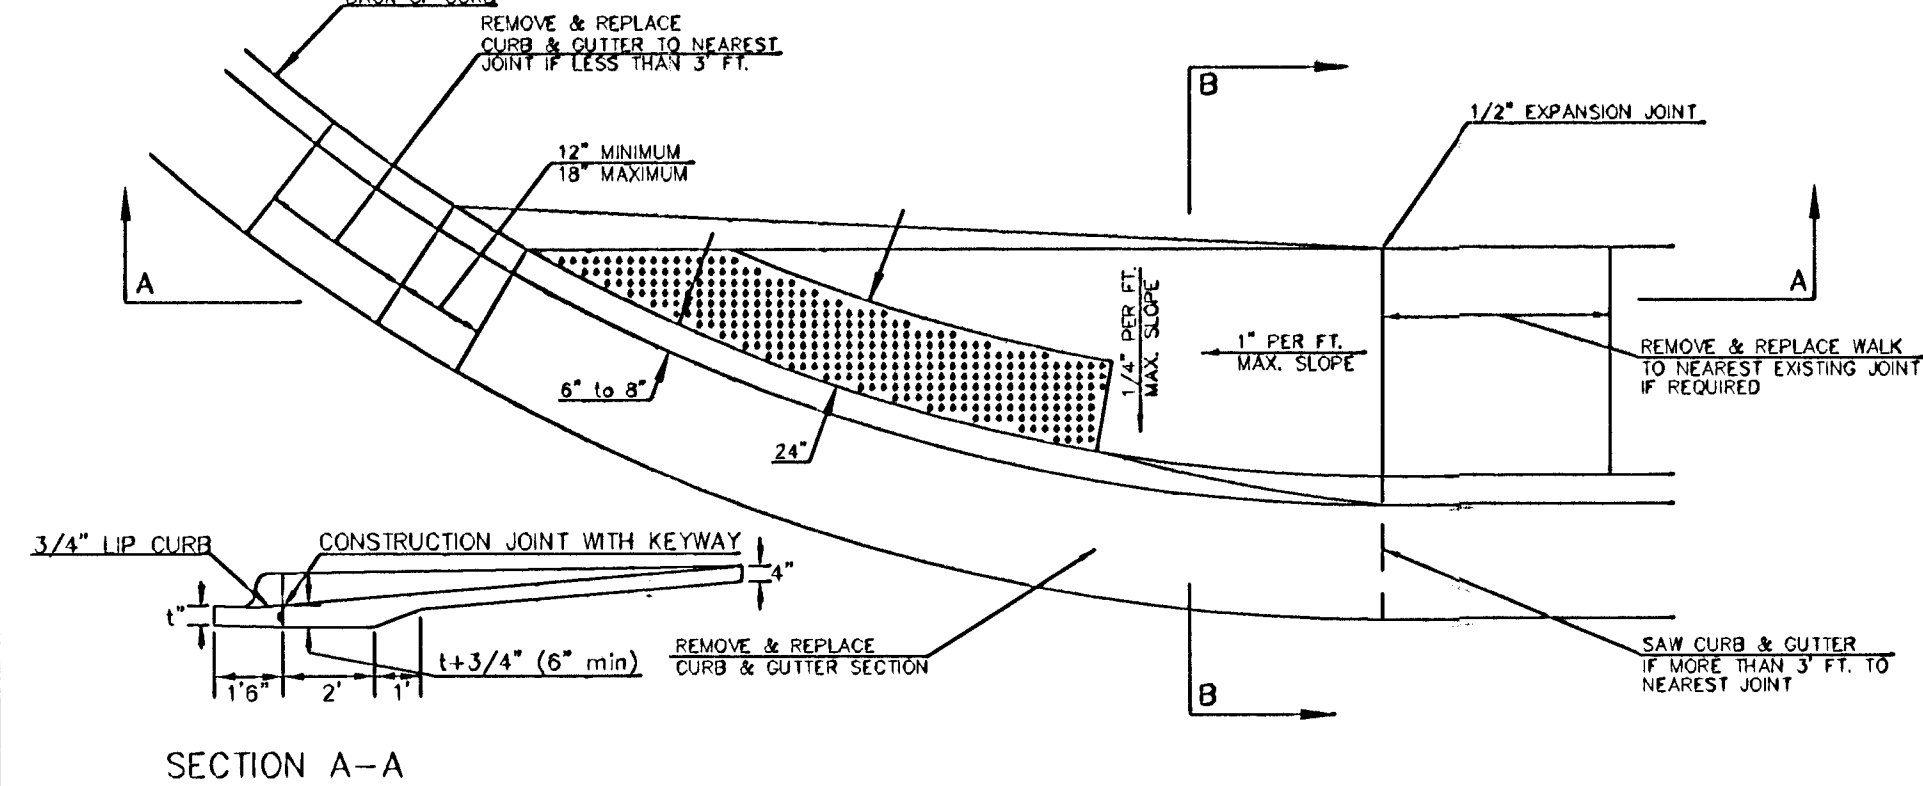 REMOVE & REPLACE
CURB & GUTTER TO NEAREST
JOINT IF LESS THAN 3' FT.
B
1/2" EXPANSION JOINT
12" MINIMUM
18" MAXIMUM
A
A
1/4" PER FT.
MAX. SLOPE
1" PER FT.
MAX. SLOPE
REMOVE & REPLACE WALK
TO NEAREST EXISTING JOINT
IF REQUIRED
6" to 8"
24"
3/4" LIP CURB
CONSTRUCTION JOINT WITH KEYWAY
4"
t"
t+3/4" (6" min)
1'6"
2'
1'
REMOVE & REPLACE
CURB & GUTTER SECTION
SAW CURB & GUTTER
IF MORE THAN 3' FT. TO
NEAREST JOINT
B
SECTION A-A